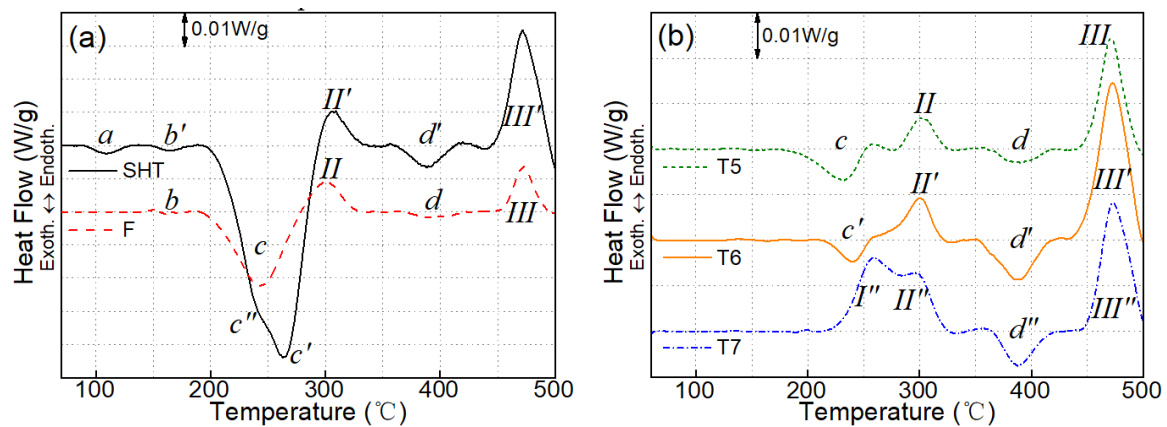 (a)
0.01W/g
Heat Flow (W/g)
Exoth. ↔ Endoth.
a
b'
II'
d'
III'
SHT
b
II
d
III
F
c
c''
c'
100
200
300
400
500
Temperature (℃)
(b)
0.01W/g
Heat Flow (W/g)
Exoth. ↔ Endoth.
III
II
c
d
T5
III'
II'
c'
d'
T6
I''
II''
III''
d''
T7
100
200
300
400
500
Temperature (℃)